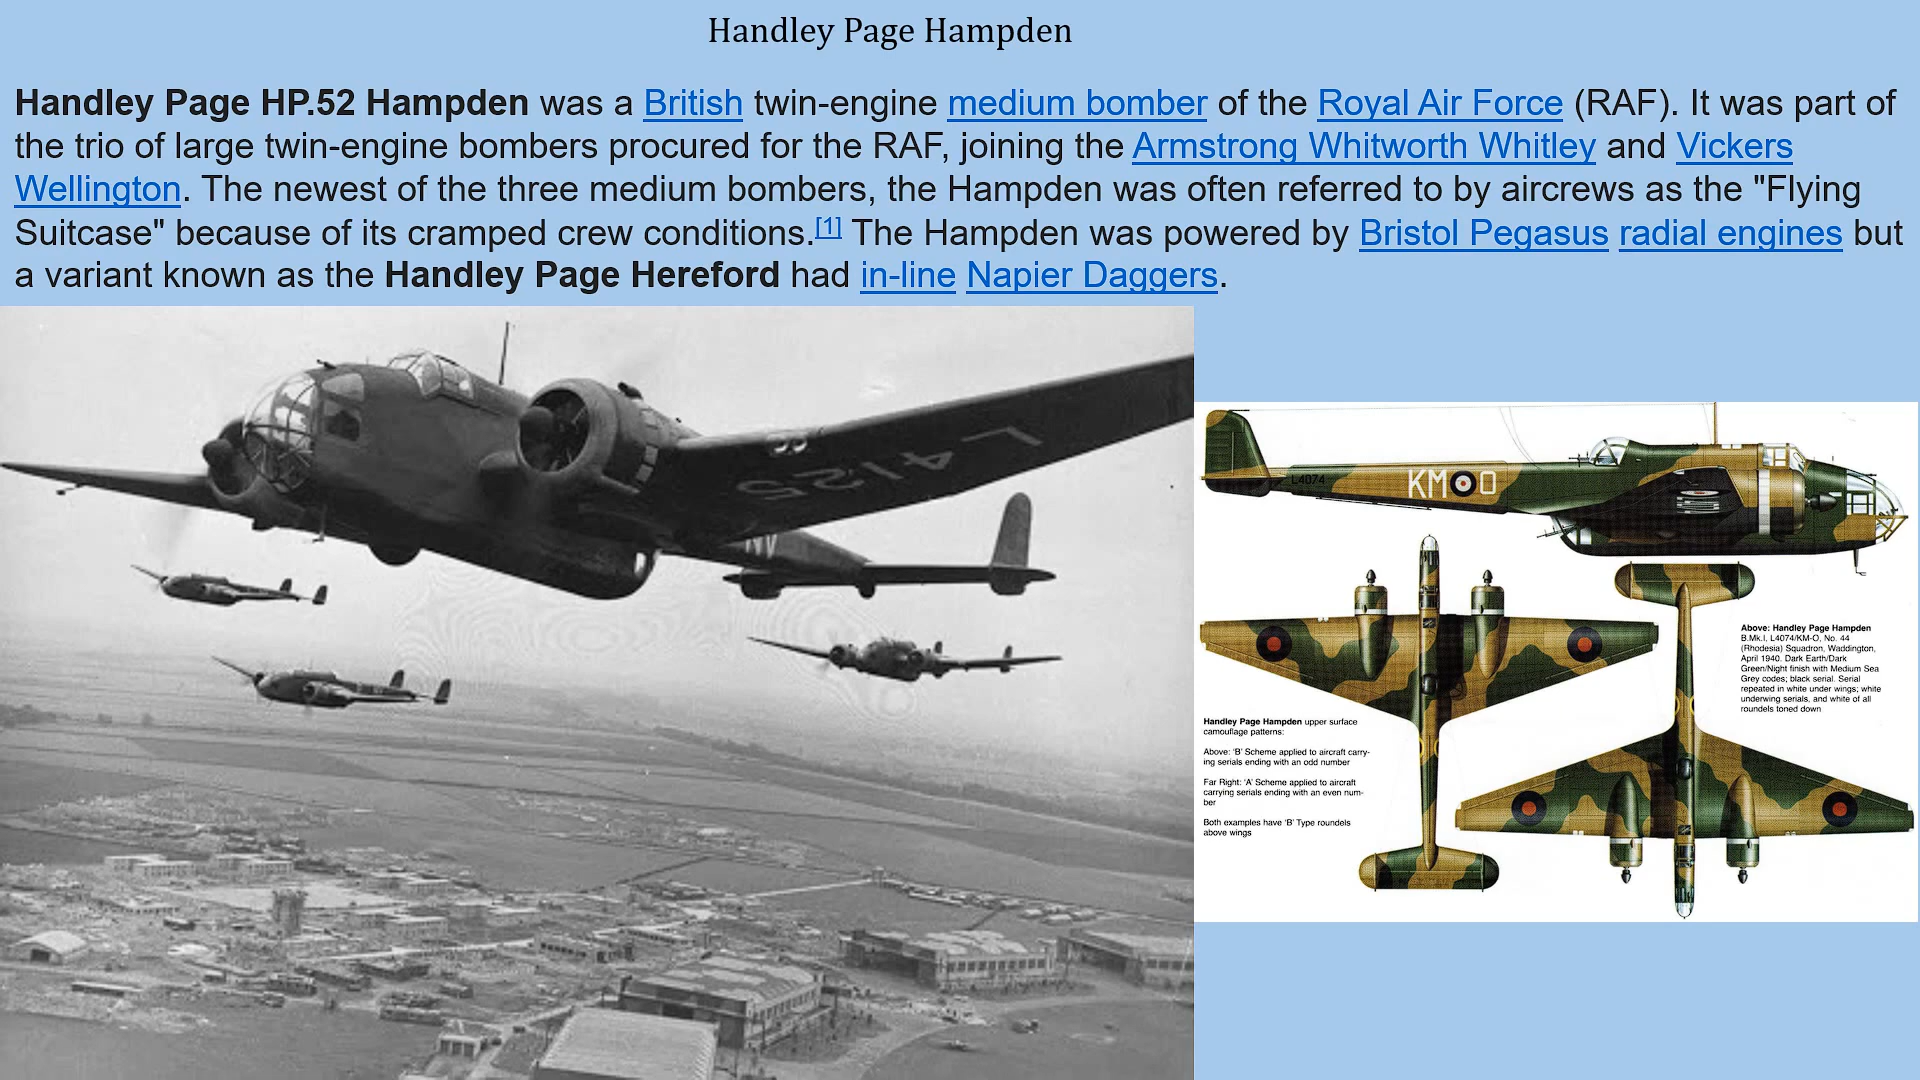 Handley Page Hampden
Handley Page HP.52 Hampden was a British twin-engine medium bomber of the Royal Air Force (RAF). It was part of
the trio of large twin-engine bombers procured for the RAF, joining the Armstrong Whitworth Whitley and Vickers
Wellington. The newest of the three medium bombers, the Hampden was often referred to by aircrews as the "Flying
Suitcase" because of its cramped crew conditions.[1] The Hampden was powered by Bristol Pegasus radial engines but
a variant known as the Handley Page Hereford had in-line Napier Daggers.
L
4125
KM O
L4074
Above: Handley Page Hampden
B.Mk.I, L4074/KM-O, No. 44
(Rhodesia) Squadron, Waddington,
April 1940. Dark Earth/Dark
Green/Night finish with Medium Sea
Grey codes; black serial. Serial
repeated in white under wings; white
underwing serials, and white of all
roundels toned down
Handley Page Hampden upper surface
camouflage patterns:
Above: 'B' Scheme applied to aircraft carry-
ing serials ending with an odd number
Far Right: 'A' Scheme applied to aircraft
carrying serials ending with an even num-
ber
Both examples have 'B' Type roundels
above wings